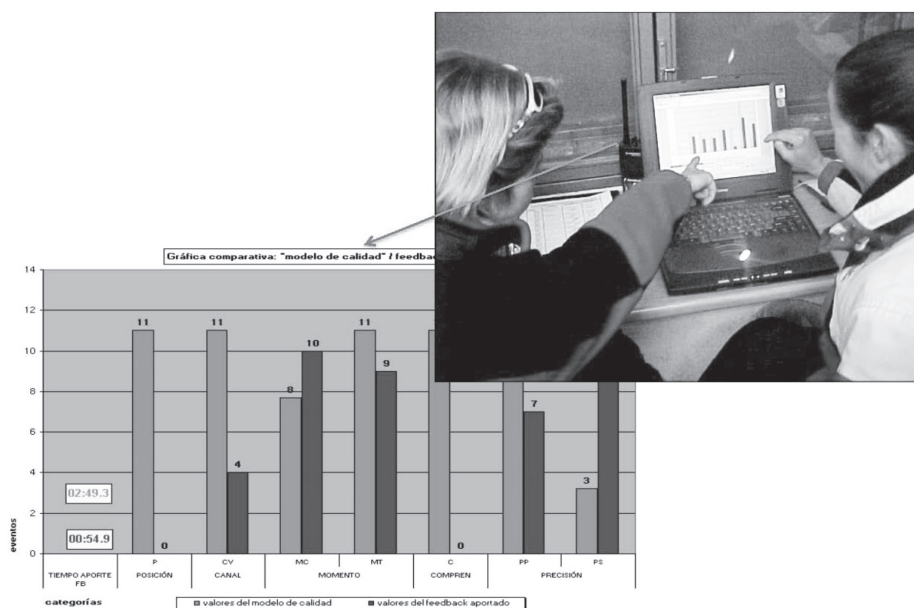 Gráfica comparativa: "modelo de calidad" / feedback
14
12
10
8
6
4
2
0
eventos
11
0
11
4
8
10
11
9
11
0
7
3
02:49.3
00:54.9
P
CV
MC
MT
C
PP
PS
TIEMPO APORTE FB
POSICIÓN
CANAL
MOMENTO
COMPREN
PRECISIÓN
categorías
valores del modelo de calidad
valores del feedback aportado